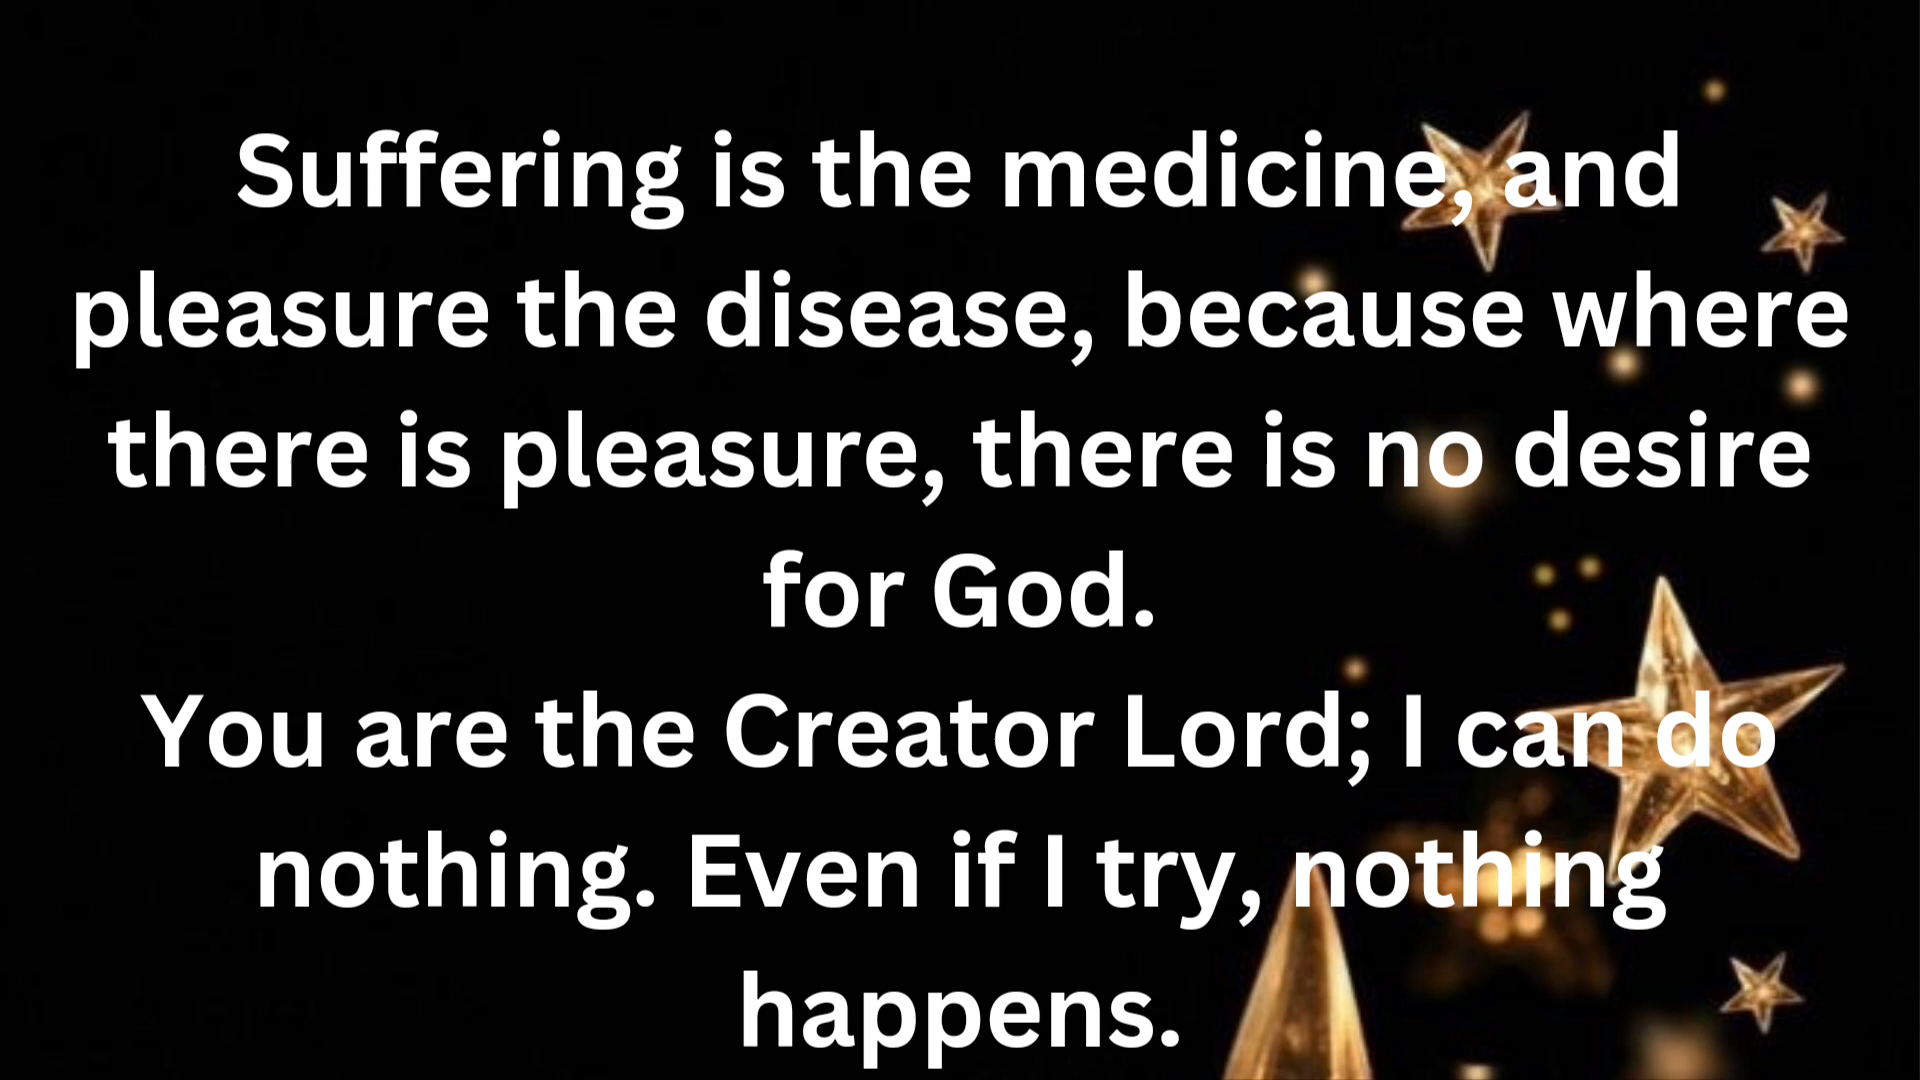 Suffering is the medicine, and
pleasure the disease, because where
there is pleasure, there is no desire
for God.
You are the Creator Lord; I can do
nothing. Even if I try, nothing
happens.